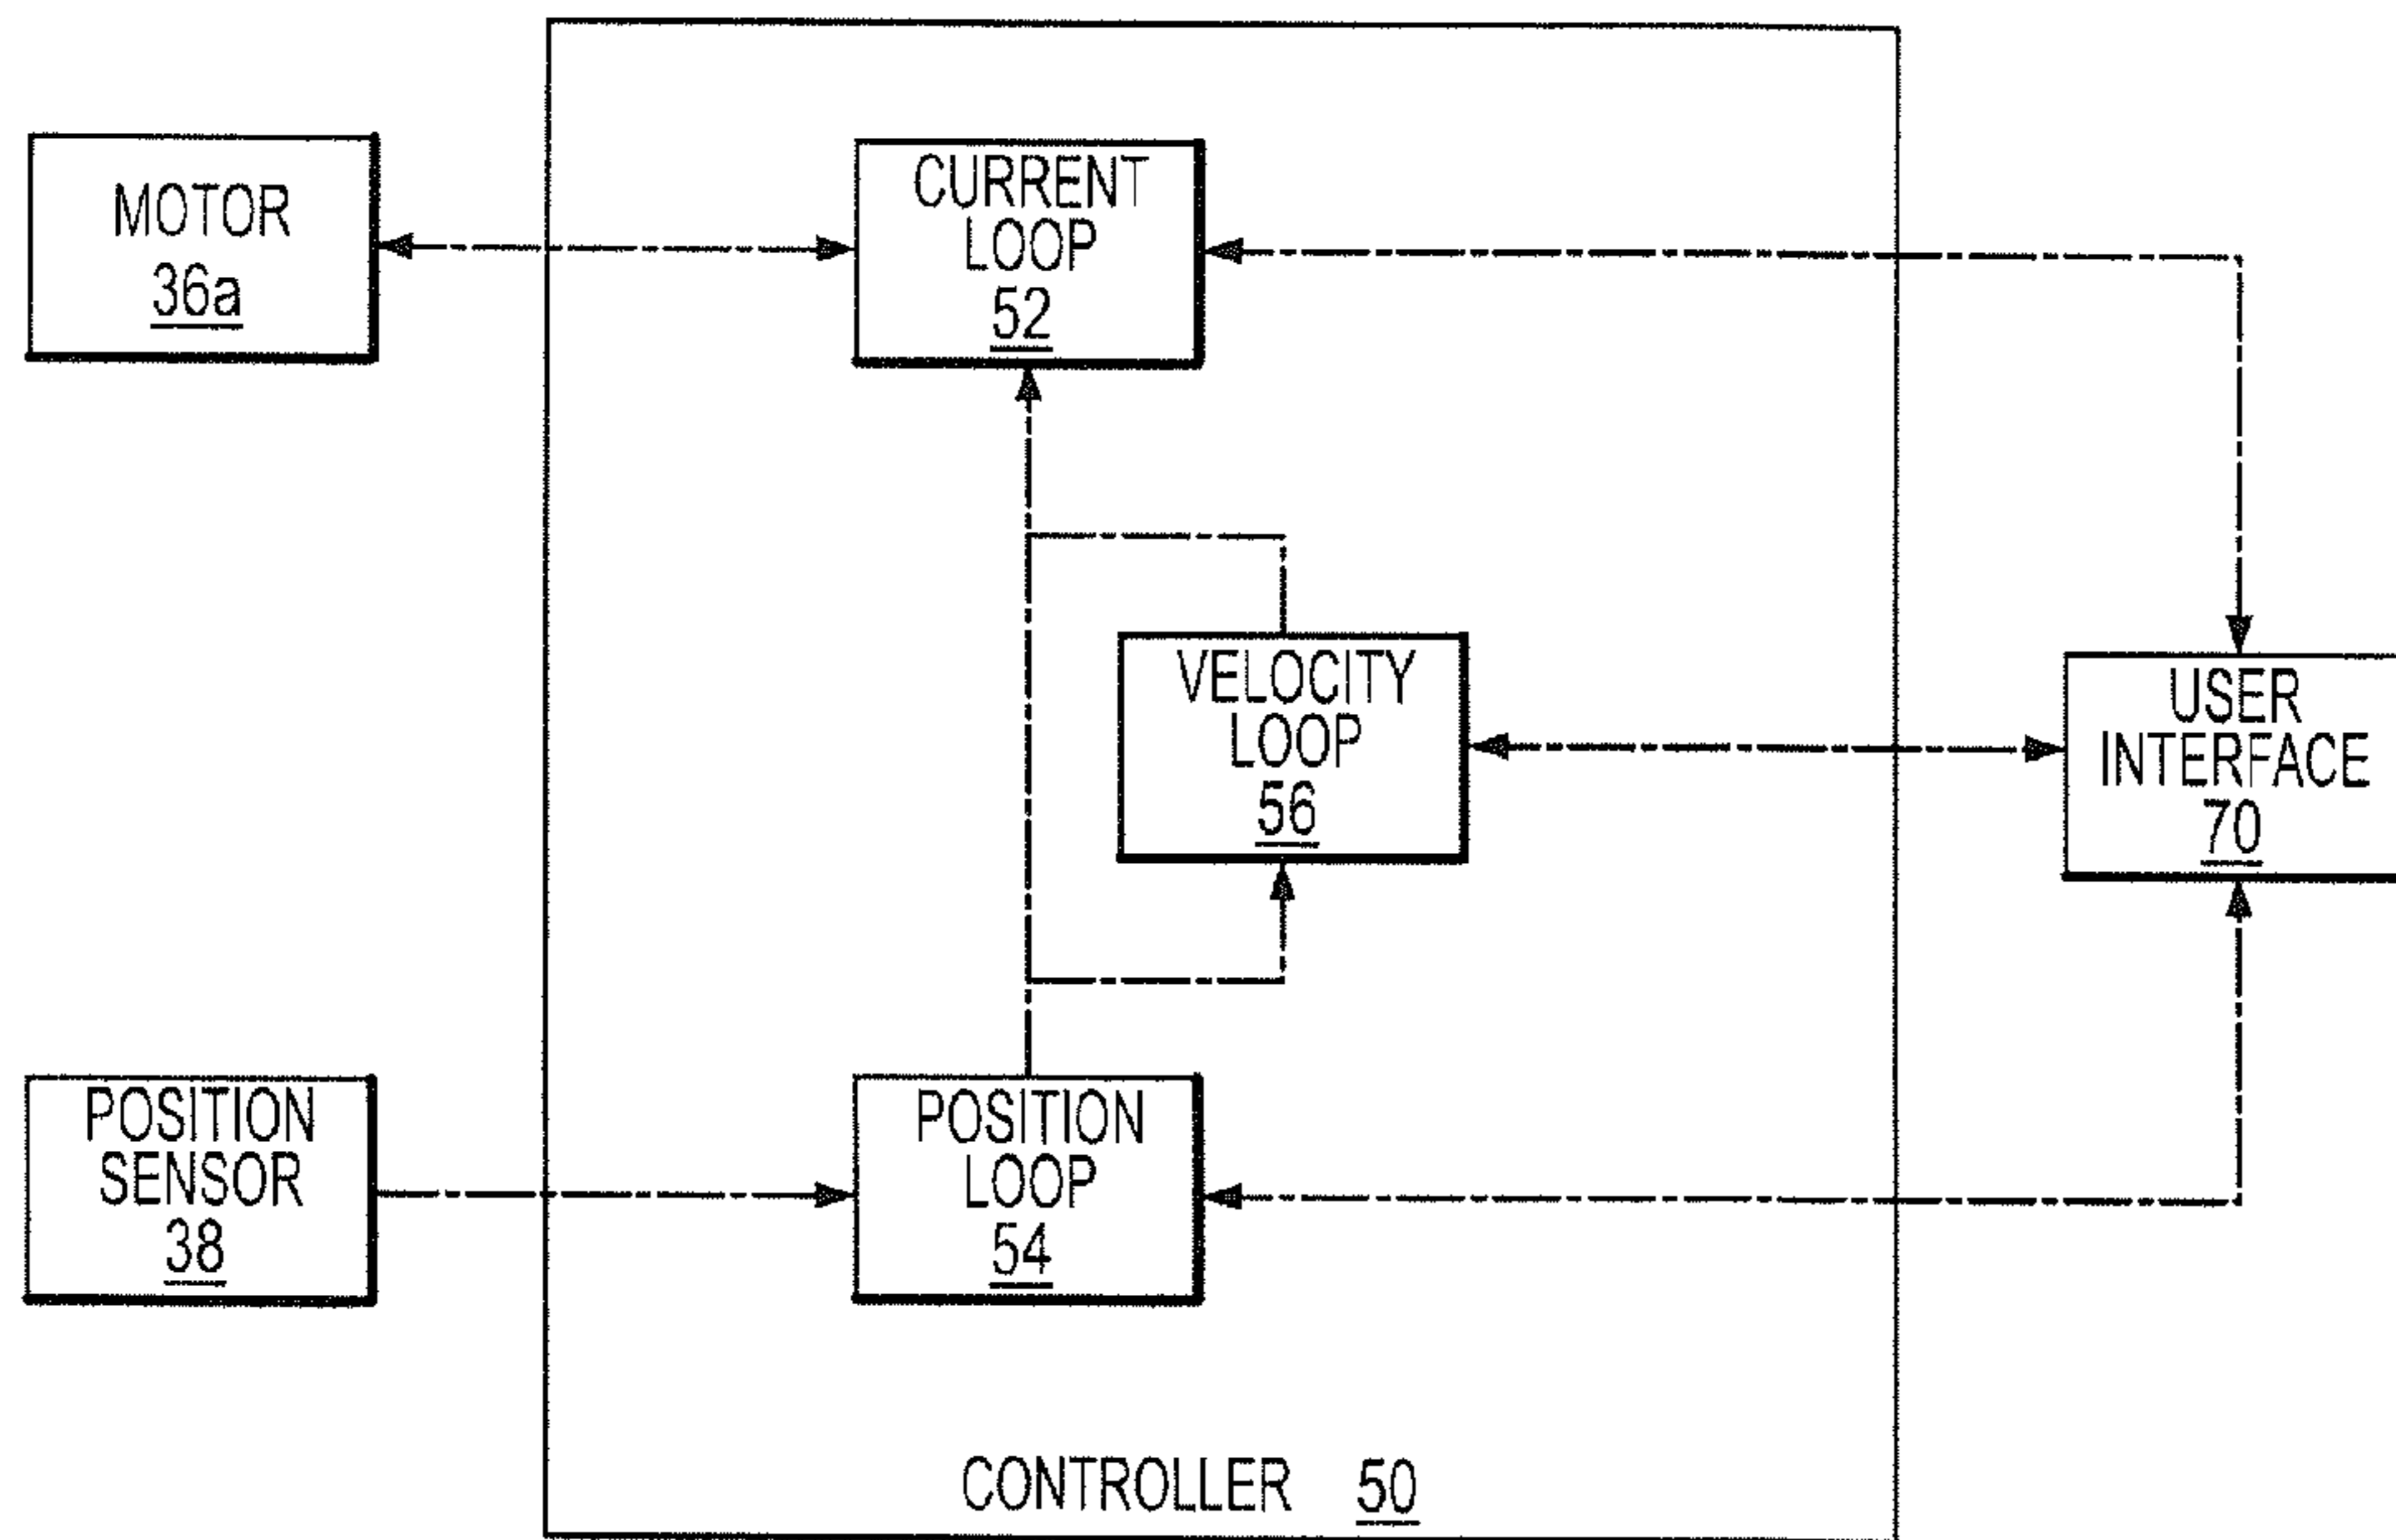 MOTOR
36a
CURRENT
LOOP
52
VELOCITY
LOOP
56
USER
INTERFACE
70
POSITION
SENSOR
38
POSITION
LOOP
54
CONTROLLER 50